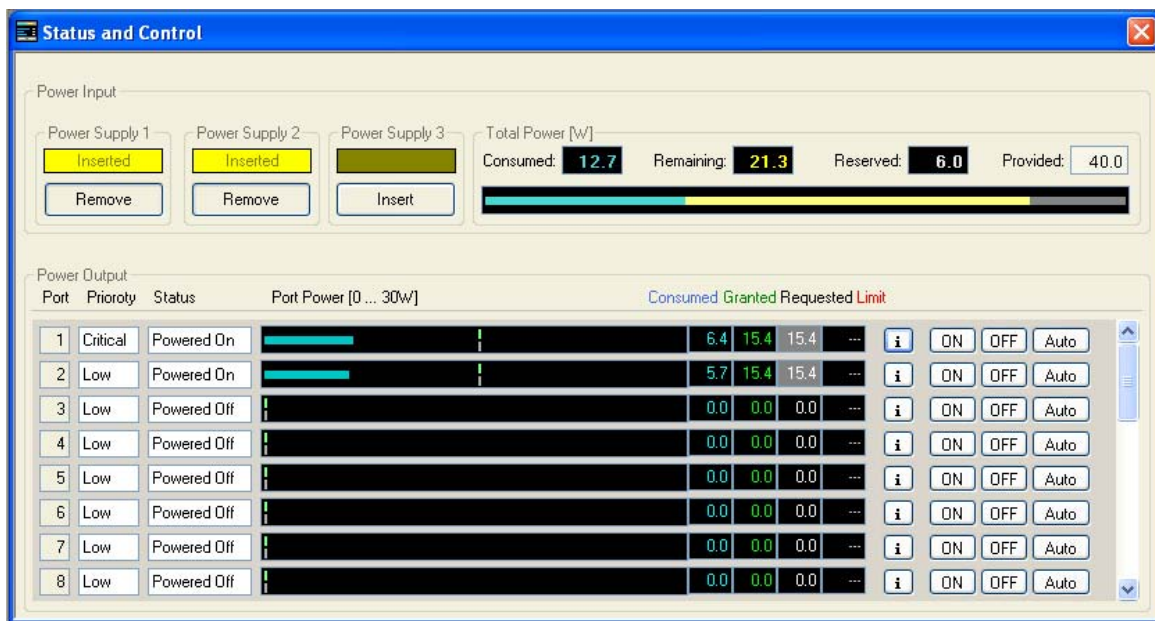 Status and Control
Power Input
Power Supply 1 Power Supply 2 Power Supply 3 Total Power [W]
Inserted Inserted Consumed: 12.7 Remaining: 21.3 Reserved: 6.0 Provided: 40.0
Remove Remove Insert
Power Output
Port Prioroty Status Port Power [0 ... 30W] Consumed Granted Requested Limit
1 Critical Powered On 6.4 15.4 15.4 --- i ON OFF Auto
2 Low Powered On 5.7 15.4 15.4 --- i ON OFF Auto
3 Low Powered Off 0.0 0.0 0.0 --- i ON OFF Auto
4 Low Powered Off 0.0 0.0 0.0 --- i ON OFF Auto
5 Low Powered Off 0.0 0.0 0.0 --- i ON OFF Auto
6 Low Powered Off 0.0 0.0 0.0 --- i ON OFF Auto
7 Low Powered Off 0.0 0.0 0.0 --- i ON OFF Auto
8 Low Powered Off 0.0 0.0 0.0 --- i ON OFF Auto